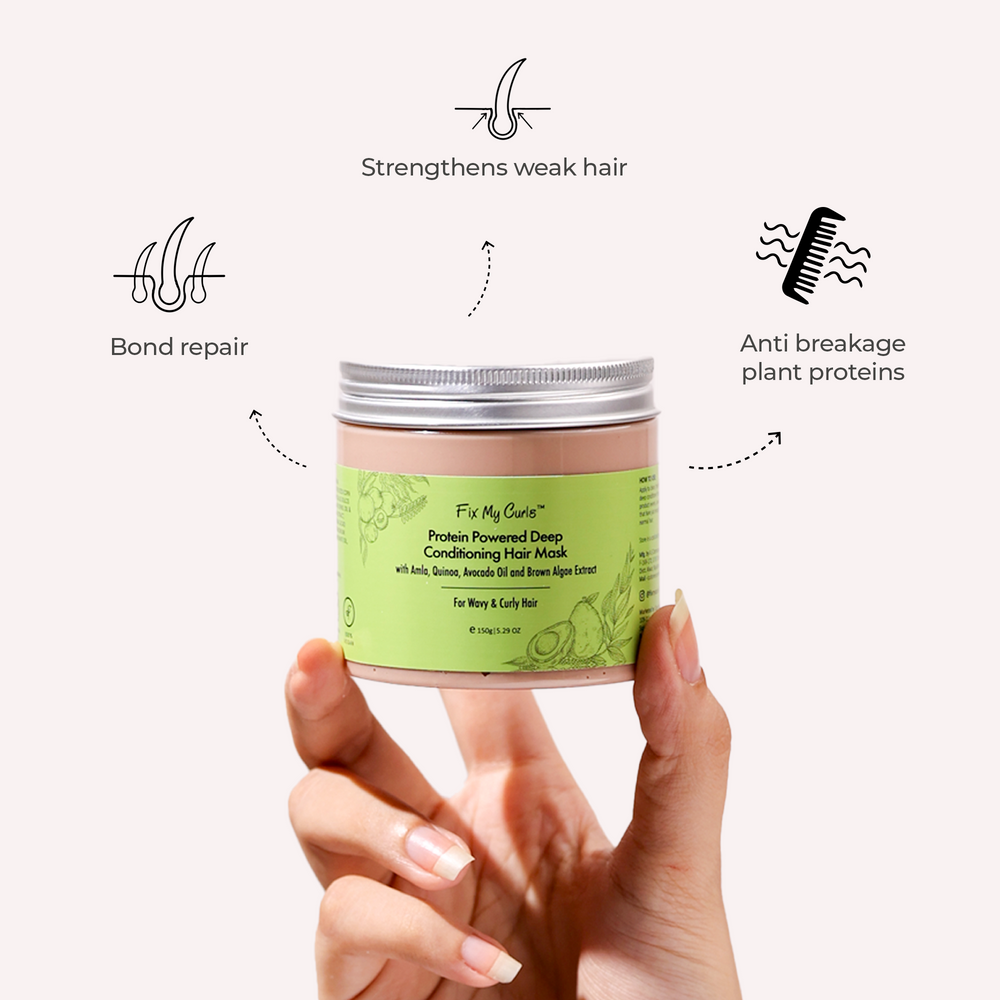 Strengthens weak hair
Bond repair
Anti breakage
plant proteins
Fix My Curls™
Protein Powered Deep
Conditioning Hair Mask
with Amla, Quinoa, Avocado Oil and Brown Algae Extract
For Wavy & Curly Hair
℮ 150g|5.29 OZ